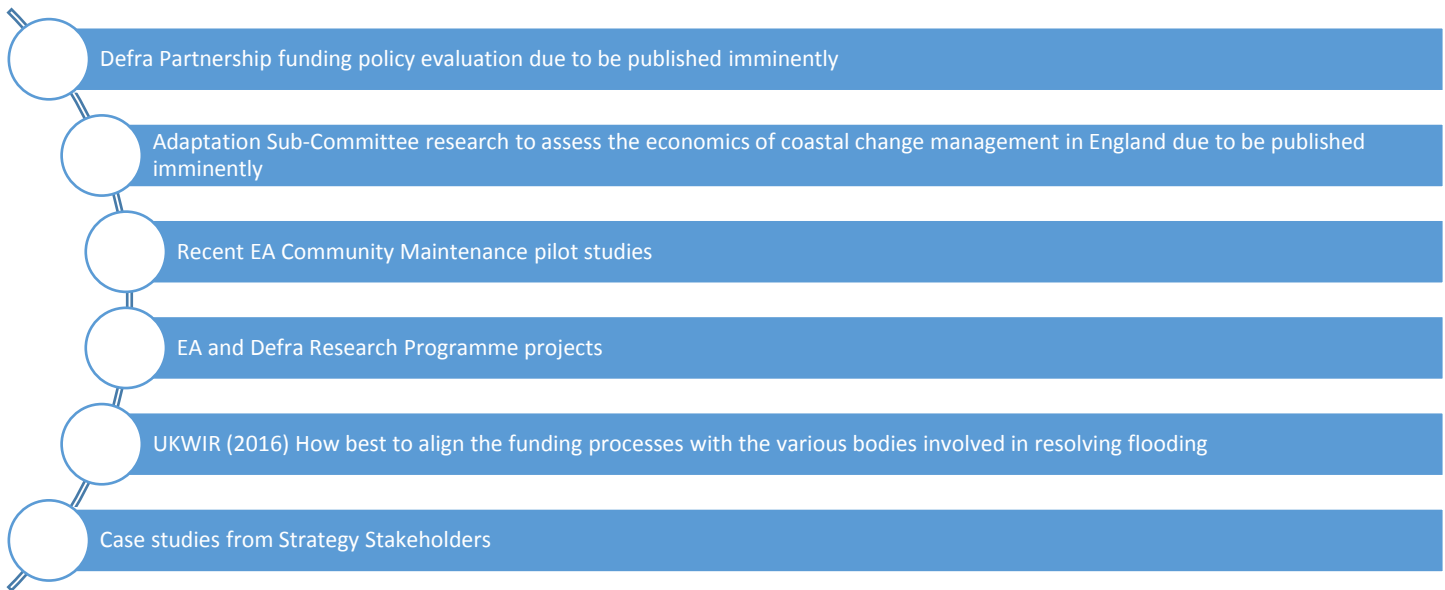 Defra Partnership funding policy evaluation due to be published imminently
Adaptation Sub-Committee research to assess the economics of coastal change management in England due to be published
imminently
Recent EA Community Maintenance pilot studies
EA and Defra Research Programme projects
UKWIR (2016) How best to align the funding processes with the various bodies involved in resolving flooding
Case studies from Strategy Stakeholders